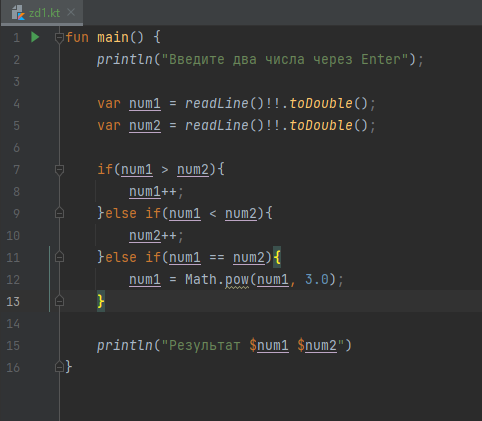 zd1.kt
1 fun main() {
2 println("Введите два числа через Enter");
3
4 var num1 = readLine()!!.toDouble();
5 var num2 = readLine()!!.toDouble();
6
7 if(num1 > num2){
8 num1++;
9 }else if(num1 < num2){
10 num2++;
11 }else if(num1 == num2){
12 num1 = Math.pow(num1, 3.0);
13 }
14
15 println("Результат $num1 $num2")
16 }